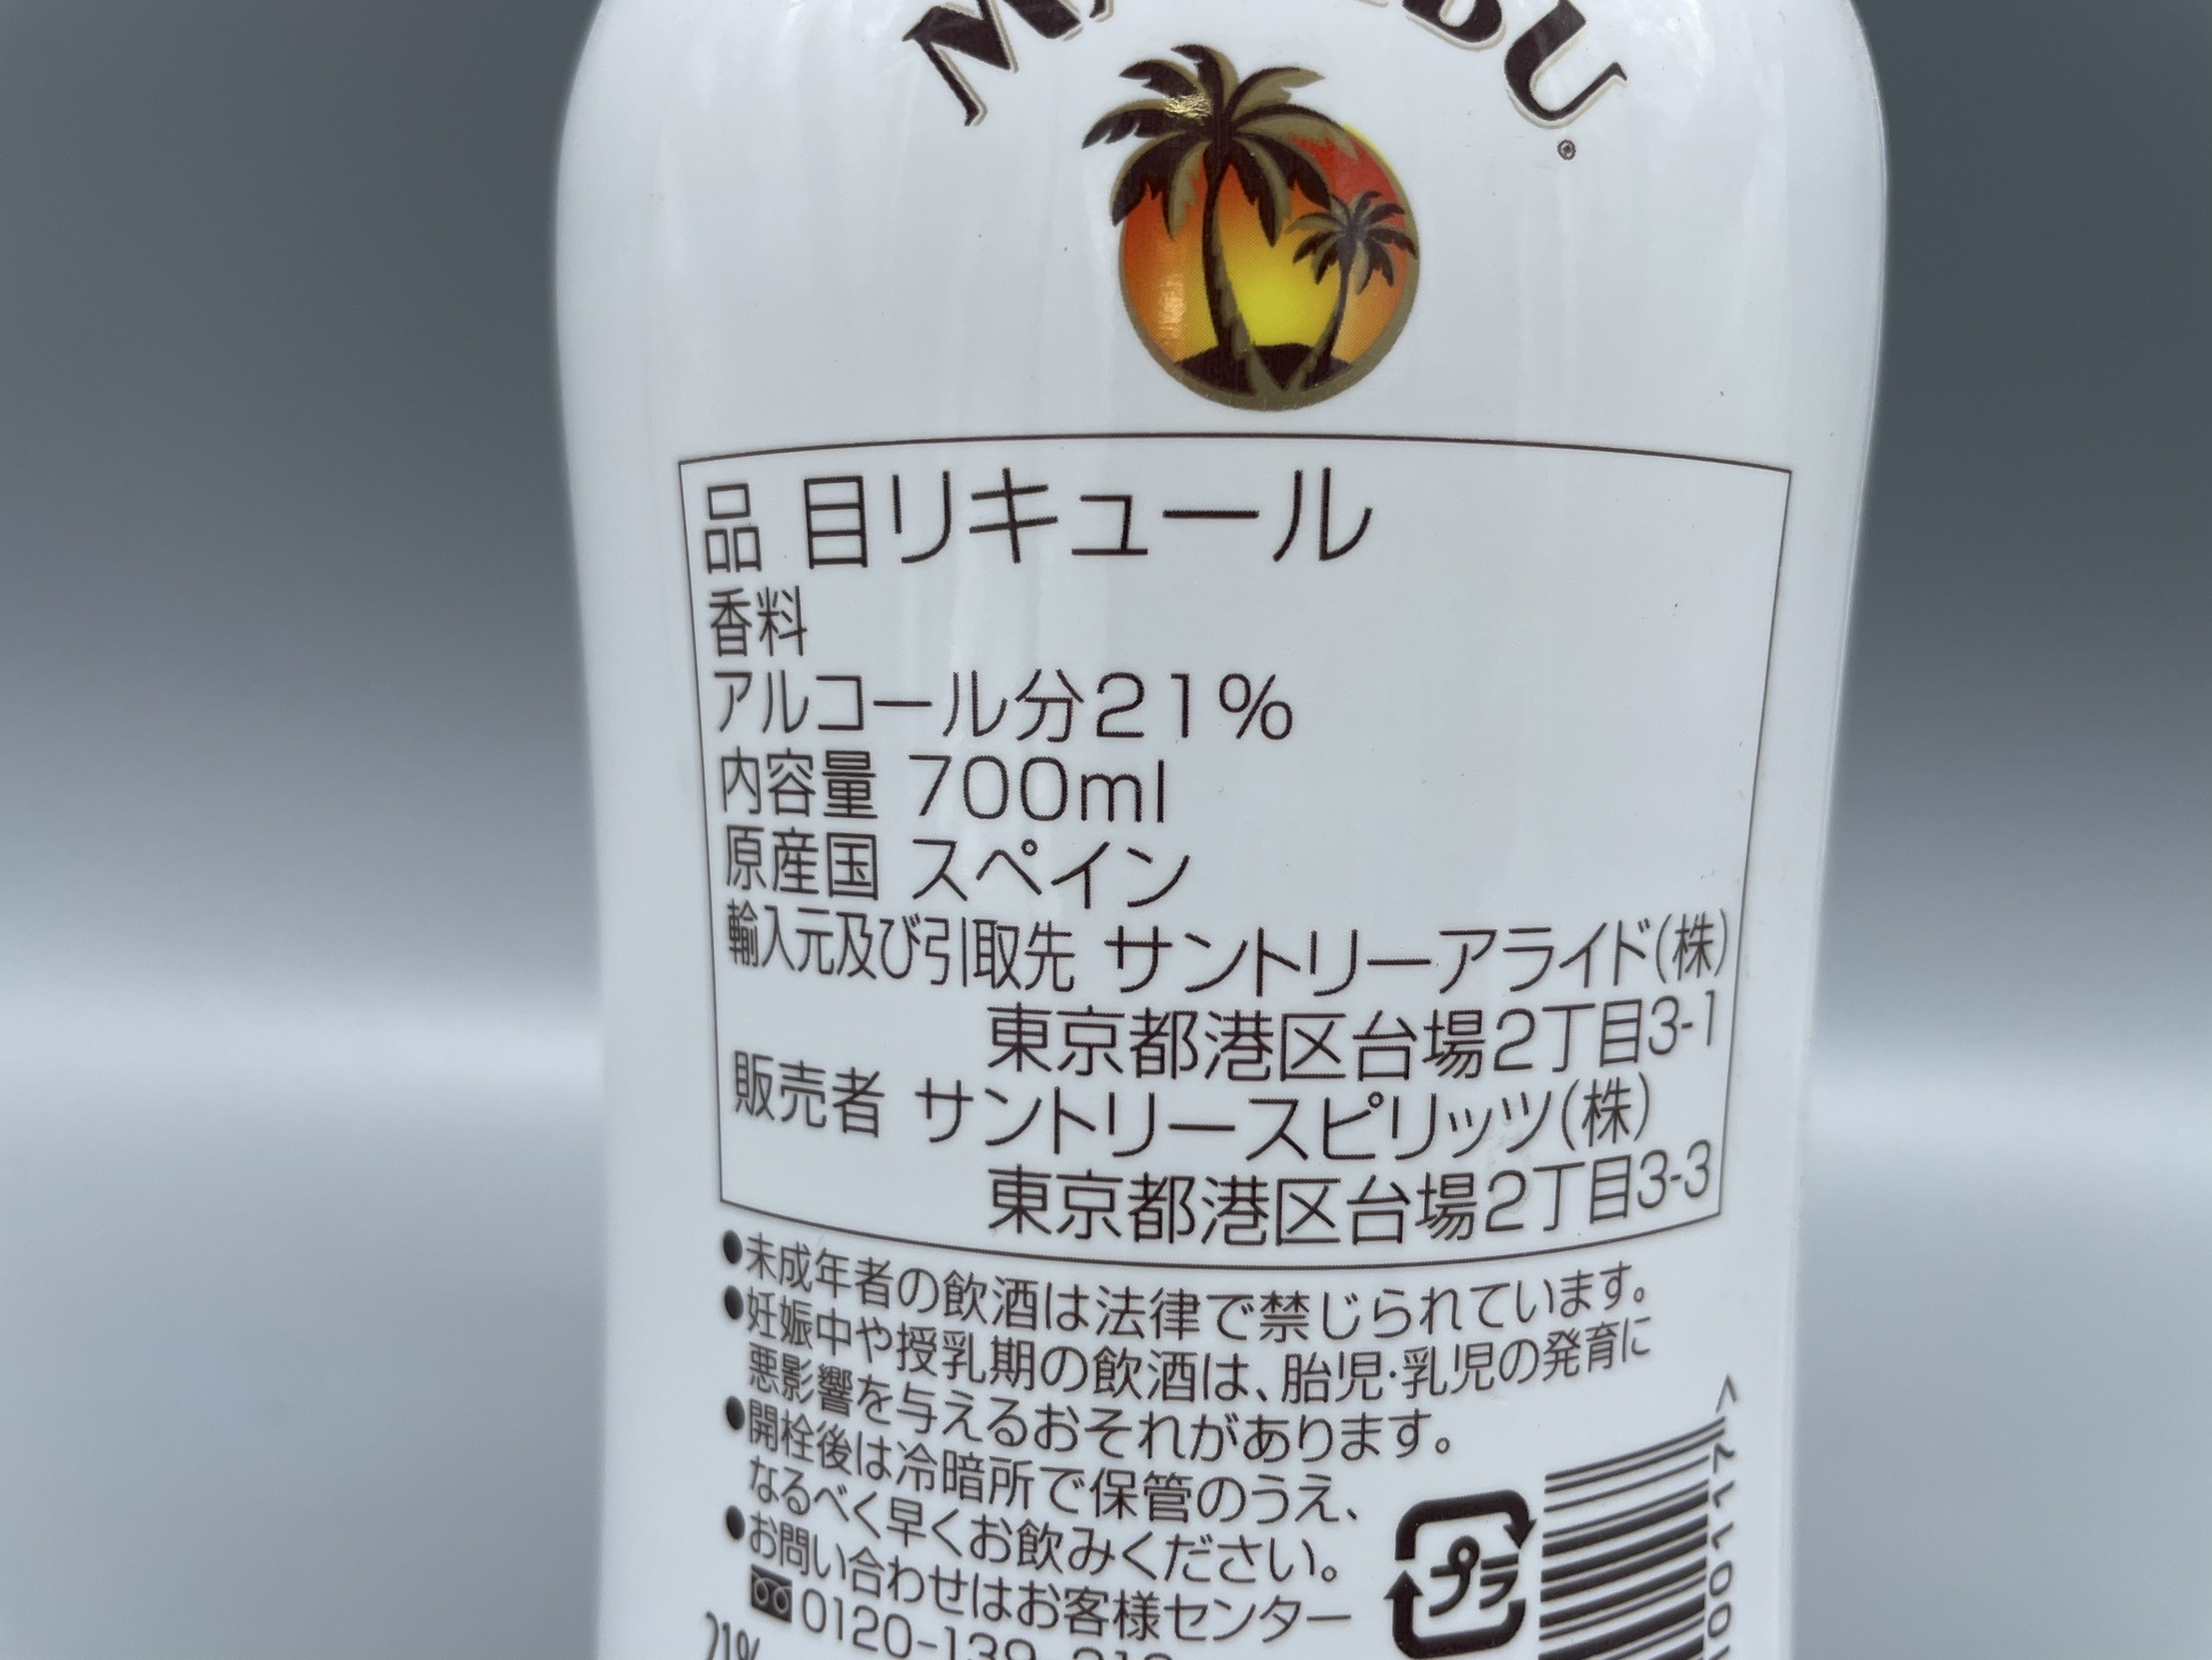 MALIBU
®
品 目リキュール
香料
アルコール分21%
内容量 700ml
原産国 スペイン
輸入元及び引取先 サントリーアライド(株)
東京都港区台場2丁目3-1
販売者 サントリースピリッツ(株)
東京都港区台場2丁目3-3
●未成年者の飲酒は法律で禁じられています。
●妊娠中や授乳期の飲酒は、胎児・乳児の発育に
悪影響を与えるおそれがあります。
●開栓後は冷暗所で保管のうえ、
なるべく早くお飲みください。
●お問い合わせはお客様センター
0120-139-310
プラ
21%